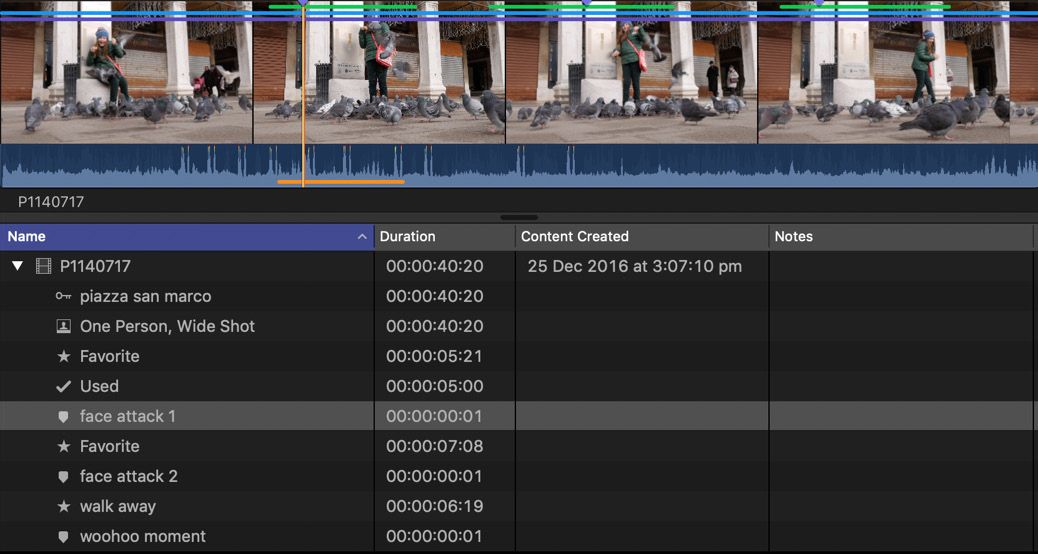 P1140717
Name Duration Content Created Notes
P1140717 00:00:40:20 25 Dec 2016 at 3:07:10 pm
piazza san marco 00:00:40:20
One Person, Wide Shot 00:00:40:20
Favorite 00:00:05:21
Used 00:00:05:00
face attack 1 00:00:00:01
Favorite 00:00:07:08
face attack 2 00:00:00:01
walk away 00:00:06:19
woohoo moment 00:00:00:01